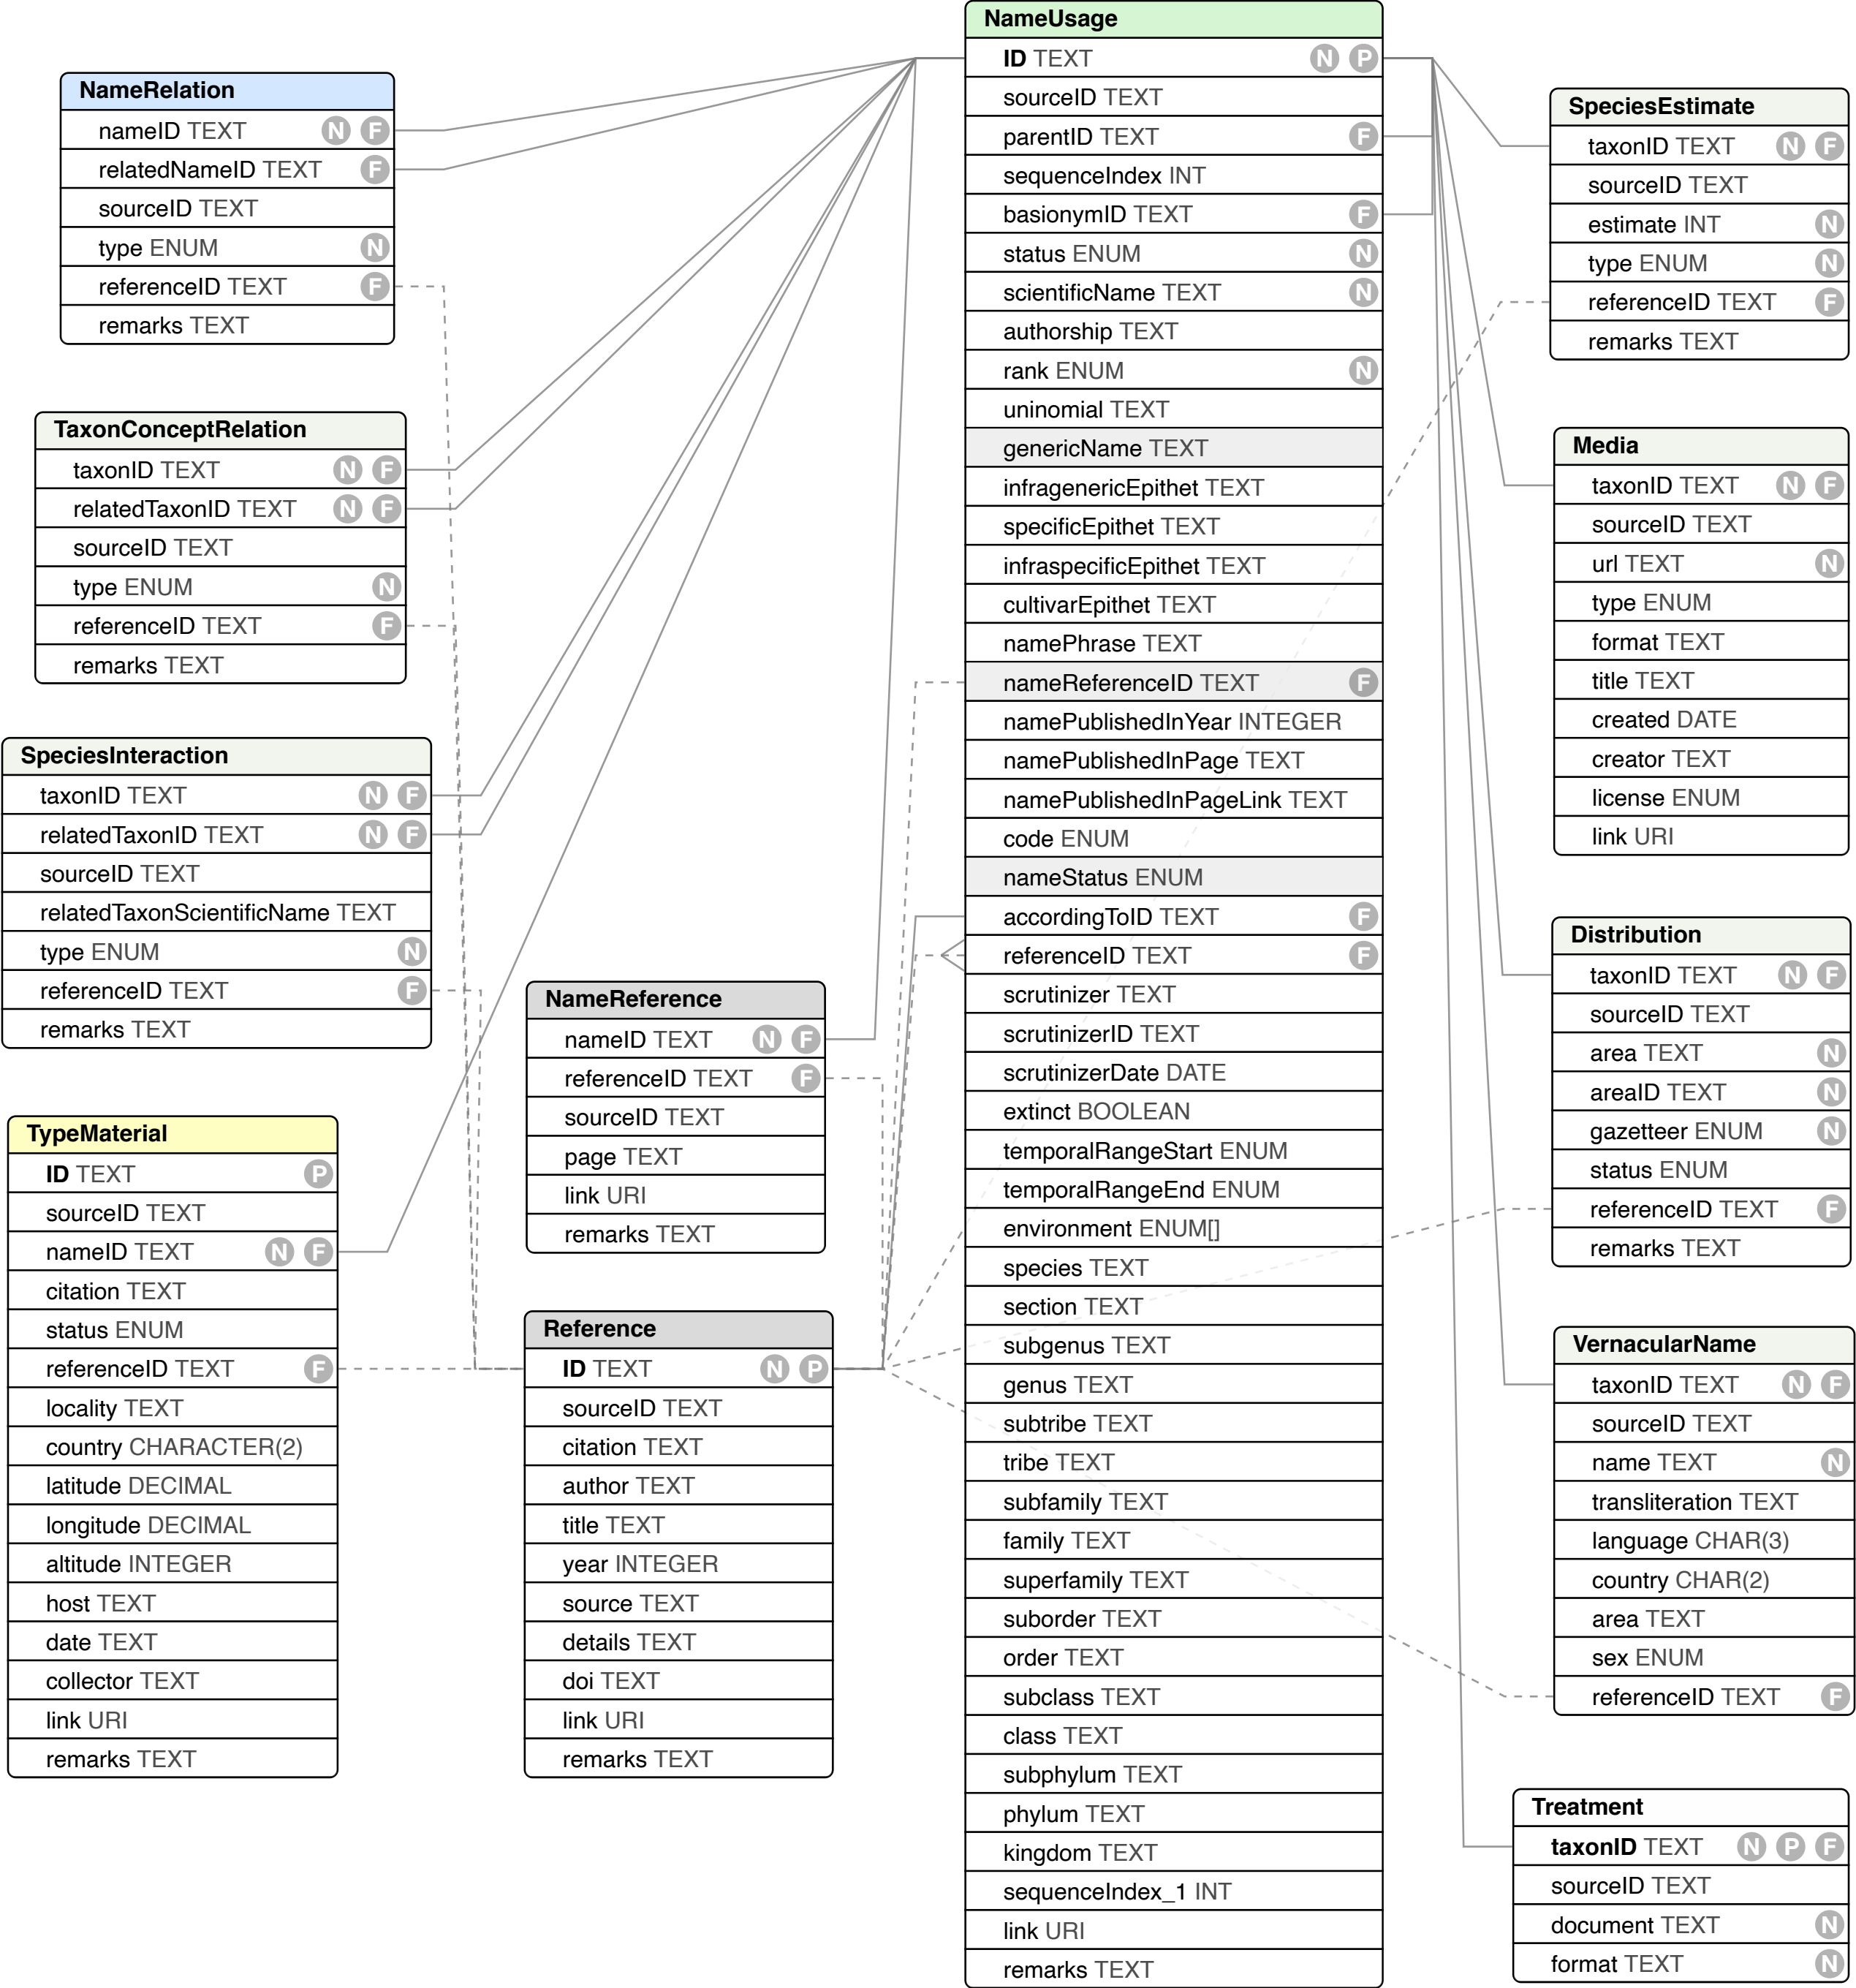 NameUsage
ID TEXT N P
sourceID TEXT
parentID TEXT F
sequenceIndex INT
basionymID TEXT F
status ENUM N
scientificName TEXT N
authorship TEXT
rank ENUM N
uninomial TEXT
genericName TEXT
infragenericEpithet TEXT
specificEpithet TEXT
infraspecificEpithet TEXT
cultivarEpithet TEXT
namePhrase TEXT
nameReferenceID TEXT F
namePublishedInYear INTEGER
namePublishedInPage TEXT
namePublishedInPageLink TEXT
code ENUM
nameStatus ENUM
accordingToID TEXT F
referenceID TEXT F
scrutinizer TEXT
scrutinizerID TEXT
scrutinizerDate DATE
extinct BOOLEAN
temporalRangeStart ENUM
temporalRangeEnd ENUM
environment ENUM[]
species TEXT
section TEXT
subgenus TEXT
genus TEXT
subtribe TEXT
tribe TEXT
subfamily TEXT
family TEXT
superfamily TEXT
suborder TEXT
order TEXT
subclass TEXT
class TEXT
subphylum TEXT
phylum TEXT
kingdom TEXT
sequenceIndex_1 INT
link URI
remarks TEXT
NameRelation
nameID TEXT N F
relatedNameID TEXT F
sourceID TEXT
type ENUM N
referenceID TEXT F
remarks TEXT
TaxonConceptRelation
taxonID TEXT N F
relatedTaxonID TEXT N F
sourceID TEXT
type ENUM N
referenceID TEXT F
remarks TEXT
SpeciesInteraction
taxonID TEXT N F
relatedTaxonID TEXT N F
sourceID TEXT
relatedTaxonScientificName TEXT
type ENUM N
referenceID TEXT F
remarks TEXT
TypeMaterial
ID TEXT P
sourceID TEXT
nameID TEXT N F
citation TEXT
status ENUM
referenceID TEXT F
locality TEXT
country CHARACTER(2)
latitude DECIMAL
longitude DECIMAL
altitude INTEGER
host TEXT
date TEXT
collector TEXT
link URI
remarks TEXT
NameReference
nameID TEXT N F
referenceID TEXT F
sourceID TEXT
page TEXT
link URI
remarks TEXT
Reference
ID TEXT N P
sourceID TEXT
citation TEXT
author TEXT
title TEXT
year INTEGER
source TEXT
details TEXT
doi TEXT
link URI
remarks TEXT
SpeciesEstimate
taxonID TEXT N F
sourceID TEXT
estimate INT N
type ENUM N
referenceID TEXT F
remarks TEXT
Media
taxonID TEXT N F
sourceID TEXT
url TEXT N
type ENUM
format TEXT
title TEXT
created DATE
creator TEXT
license ENUM
link URI
Distribution
taxonID TEXT N F
sourceID TEXT
area TEXT N
areaID TEXT N
gazetteer ENUM N
status ENUM
referenceID TEXT F
remarks TEXT
VernacularName
taxonID TEXT N F
sourceID TEXT
name TEXT N
transliteration TEXT
language CHAR(3)
country CHAR(2)
area TEXT
sex ENUM
referenceID TEXT F
Treatment
taxonID TEXT N P F
sourceID TEXT
document TEXT N
format TEXT N